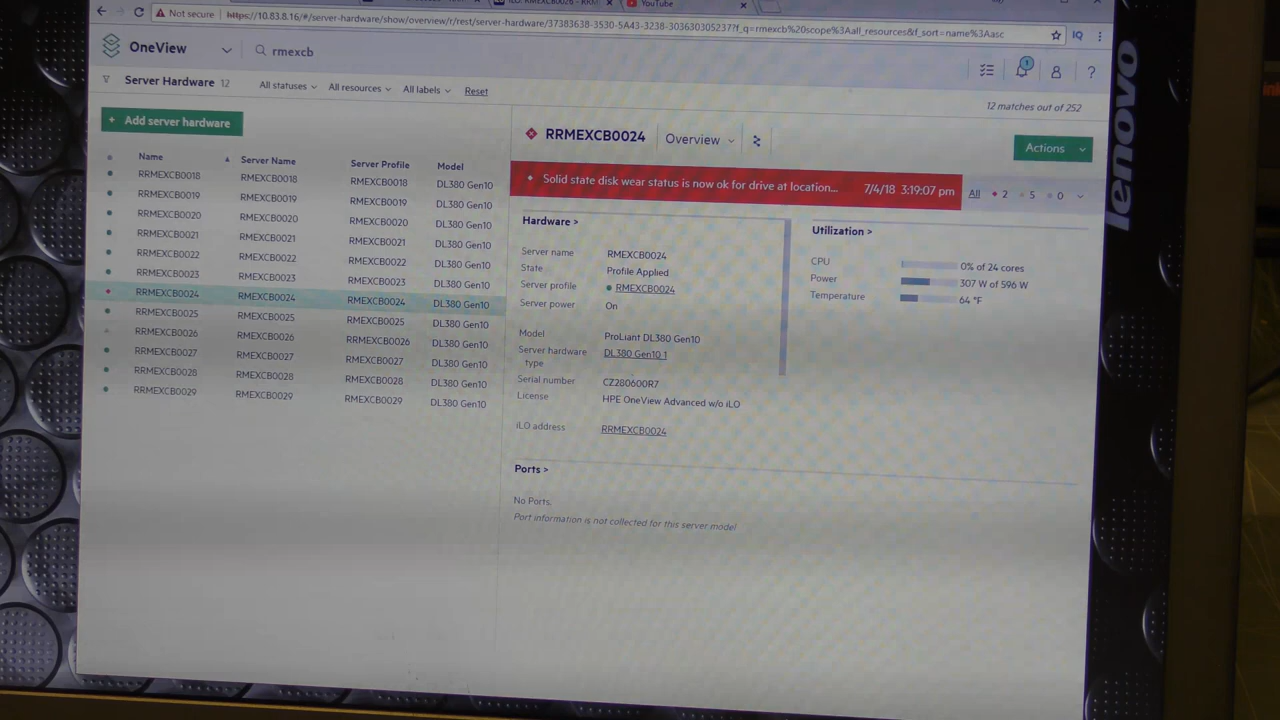 YouTube
Not secure https://10.83.8.16/#/server-hardware/show/overview/r/rest/server-hardware/37383638-3530-5A43-3238-303630305237?f_q=rmexcb%20scope%3Aall_resources&f_sort=name%3Aasc
OneView rmexcb
Server Hardware 12 All statuses All resources All labels Reset
12 matches out of 252
+ Add server hardware
Name Server Name Server Profile Model
RRMEXCB0018 RMEXCB0018 RMEXCB0018 DL380 Gen10
RRMEXCB0019 RMEXCB0019 RMEXCB0019 DL380 Gen10
RRMEXCB0020 RMEXCB0020 RMEXCB0020 DL380 Gen10
RRMEXCB0021 RMEXCB0021 RMEXCB0021 DL380 Gen10
RRMEXCB0022 RMEXCB0022 RMEXCB0022 DL380 Gen10
RRMEXCB0023 RMEXCB0023 RMEXCB0023 DL380 Gen10
RRMEXCB0024 RMEXCB0024 RMEXCB0024 DL380 Gen10
RRMEXCB0025 RMEXCB0025 RMEXCB0025 DL380 Gen10
RRMEXCB0026 RMEXCB0026 RMEXCB0026 DL380 Gen10
RRMEXCB0027 RMEXCB0027 RMEXCB0027 DL380 Gen10
RRMEXCB0028 RMEXCB0028 RMEXCB0028 DL380 Gen10
RRMEXCB0029 RMEXCB0029 RMEXCB0029 DL380 Gen10
RRMEXCB0024 Overview Actions
Solid state disk wear status is now ok for drive at location... 7/4/18 3:19:07 pm All 2 5 0
Hardware >
Server name RMEXCB0024
State Profile Applied
Server profile RMEXCB0024
Server power On
Model ProLiant DL380 Gen10
Server hardware type DL380 Gen10 1
Serial number CZ280600R7
License HPE OneView Advanced w/o iLO
iLO address RRMEXCB0024
Utilization >
CPU 0% of 24 cores
Power 307 W of 596 W
Temperature 64 °F
Ports >
No Ports.
Port information is not collected for this server model
lenovo